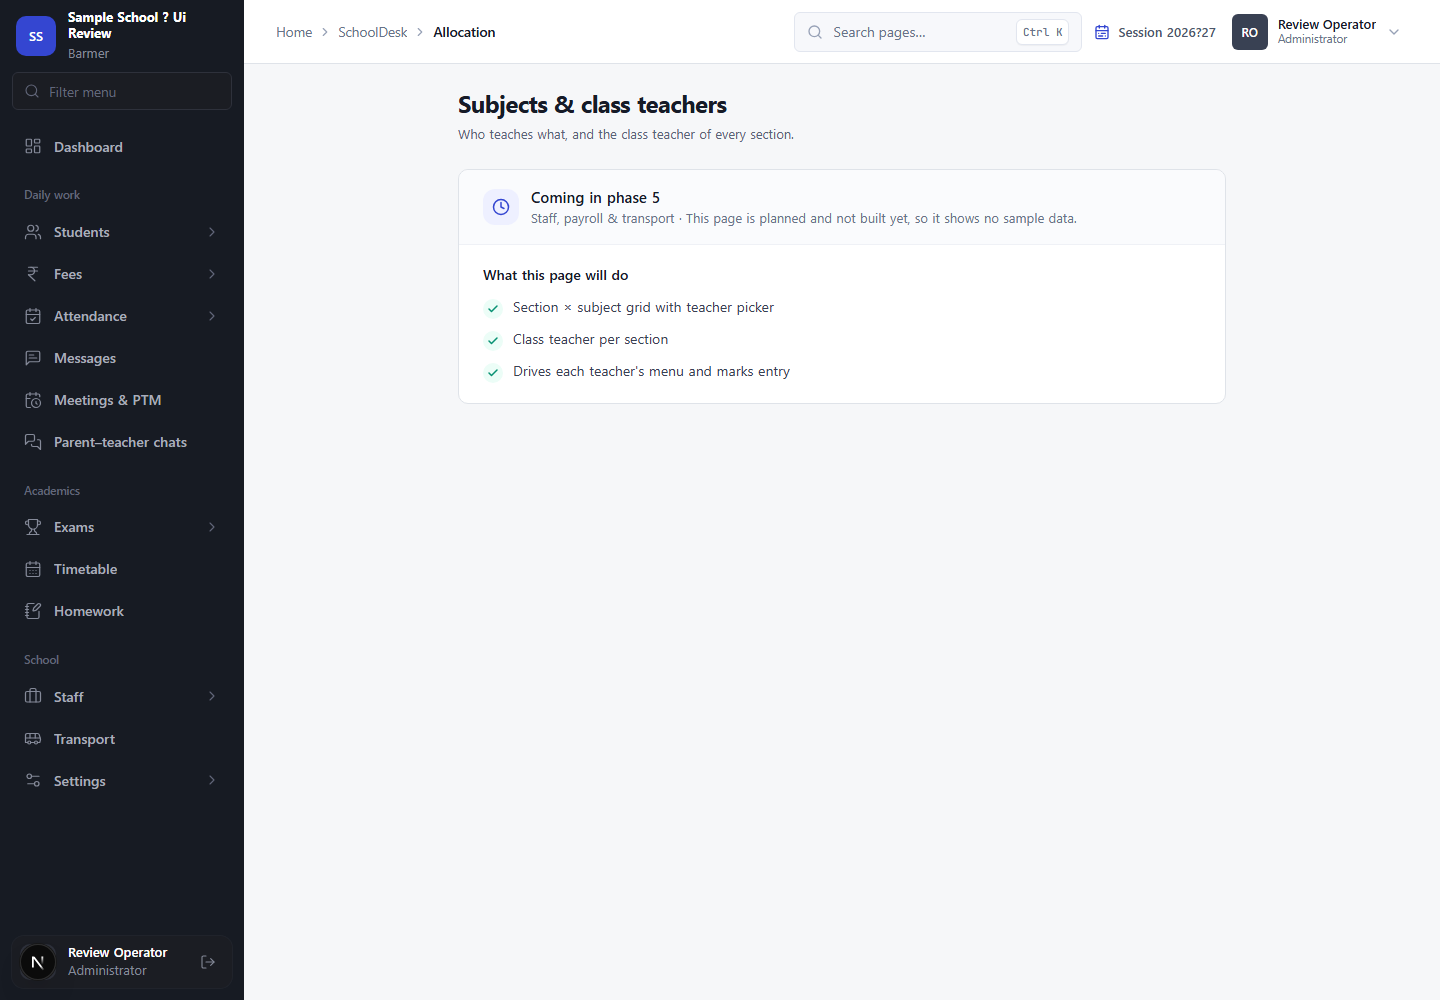 SS
Sample School ? Ui
Review
Barmer
Filter menu
Dashboard
Daily work
Students
Fees
Attendance
Messages
Meetings & PTM
Parent–teacher chats
Academics
Exams
Timetable
Homework
School
Staff
Transport
Settings
N
Review Operator
Administrator
Home > SchoolDesk > Allocation
Search pages... Ctrl K
Session 2026?27
RO
Review Operator
Administrator
Subjects & class teachers
Who teaches what, and the class teacher of every section.
Coming in phase 5
Staff, payroll & transport · This page is planned and not built yet, so it shows no sample data.
What this page will do
Section × subject grid with teacher picker
Class teacher per section
Drives each teacher's menu and marks entry